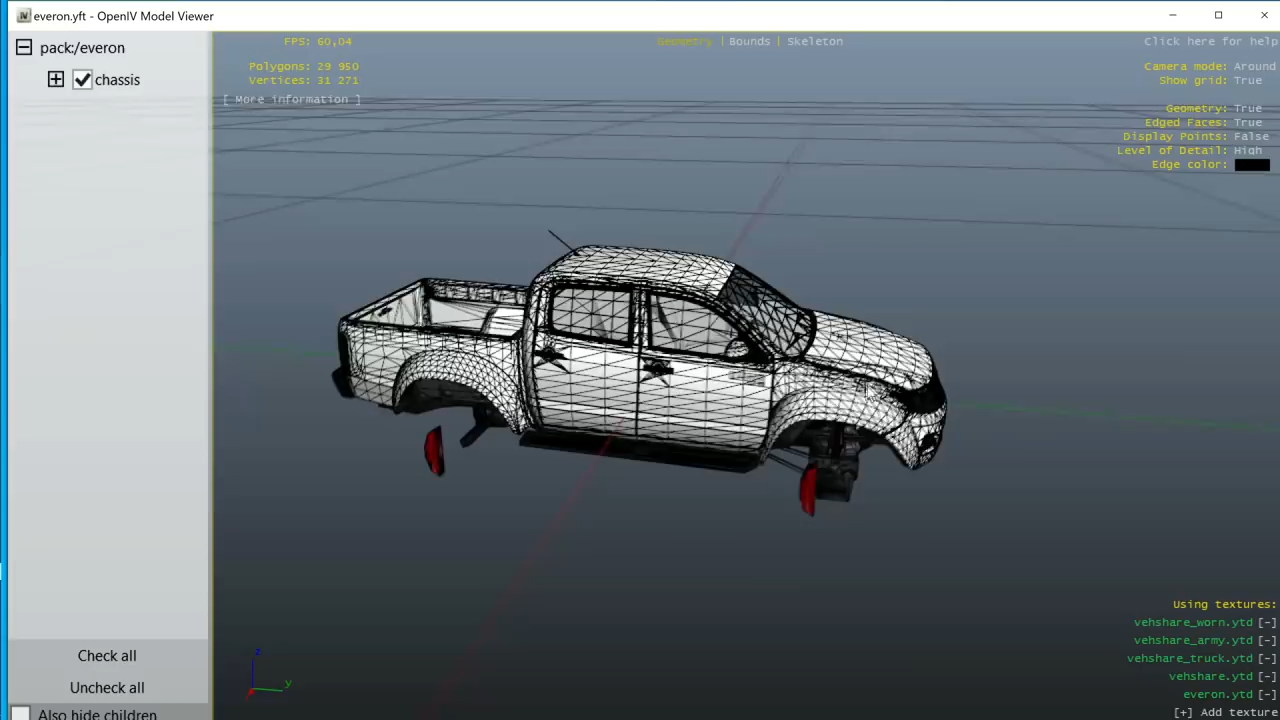 everon.yft - OpenIV Model Viewer
pack:/everon
chassis
FPS: 60,04
Geometry | Bounds | Skeleton
Click here for help
Polygons: 29 950
Vertices: 31 271
[ More information ]
Camera mode: Around
Show grid: True
Geometry: True
Edged Faces: True
Display Points: False
Level of Detail: High
Edge color:
z
y
Using textures:
vehshare_worn.ytd [-]
vehshare_army.ytd [-]
vehshare_truck.ytd [-]
vehshare.ytd [-]
everon.ytd [-]
[+] Add texture
Check all
Uncheck all
Also hide children